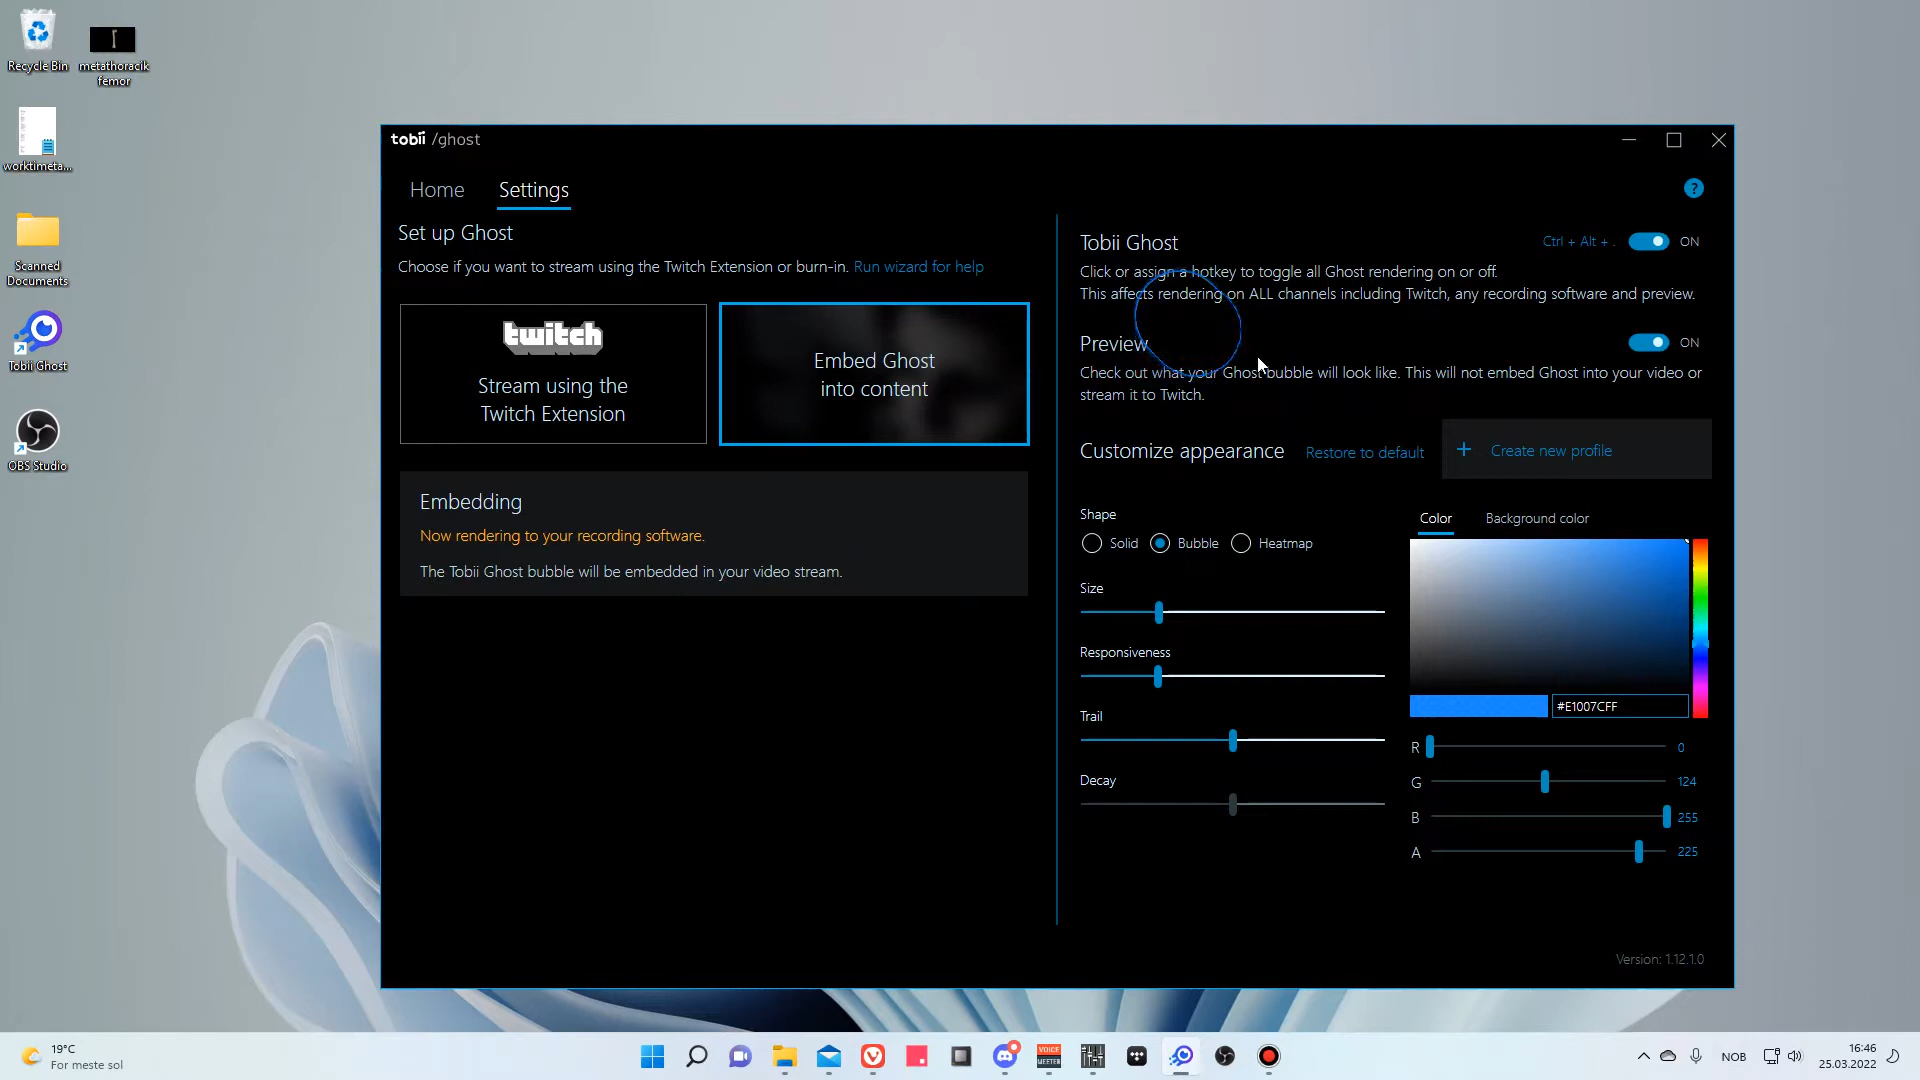 Recycle Bin
metathoracik
femor
worktimeta...
Scanned
Documents
Tobii Ghost
OBS Studio
tobii /ghost
Home
Settings
?
Set up Ghost
Choose if you want to stream using the Twitch Extension or burn-in. Run wizard for help
twitch
Stream using the
Twitch Extension
Embed Ghost
into content
Embedding
Now rendering to your recording software.
The Tobii Ghost bubble will be embedded in your video stream.
Tobii Ghost
Ctrl + Alt + .
ON
Click or assign a hotkey to toggle all Ghost rendering on or off.
This affects rendering on ALL channels including Twitch, any recording software and preview.
Preview
ON
Check out what your Ghost bubble will look like. This will not embed Ghost into your video or
stream it to Twitch.
Customize appearance
Restore to default
+ Create new profile
Shape
Solid
Bubble
Heatmap
Size
Responsiveness
Trail
Decay
Color
Background color
#E1007CFF
R 0
G 124
B 255
A 225
Version: 1.12.1.0
19°C
For meste sol
VOICE
MEETER
NOB
16:46
25.03.2022